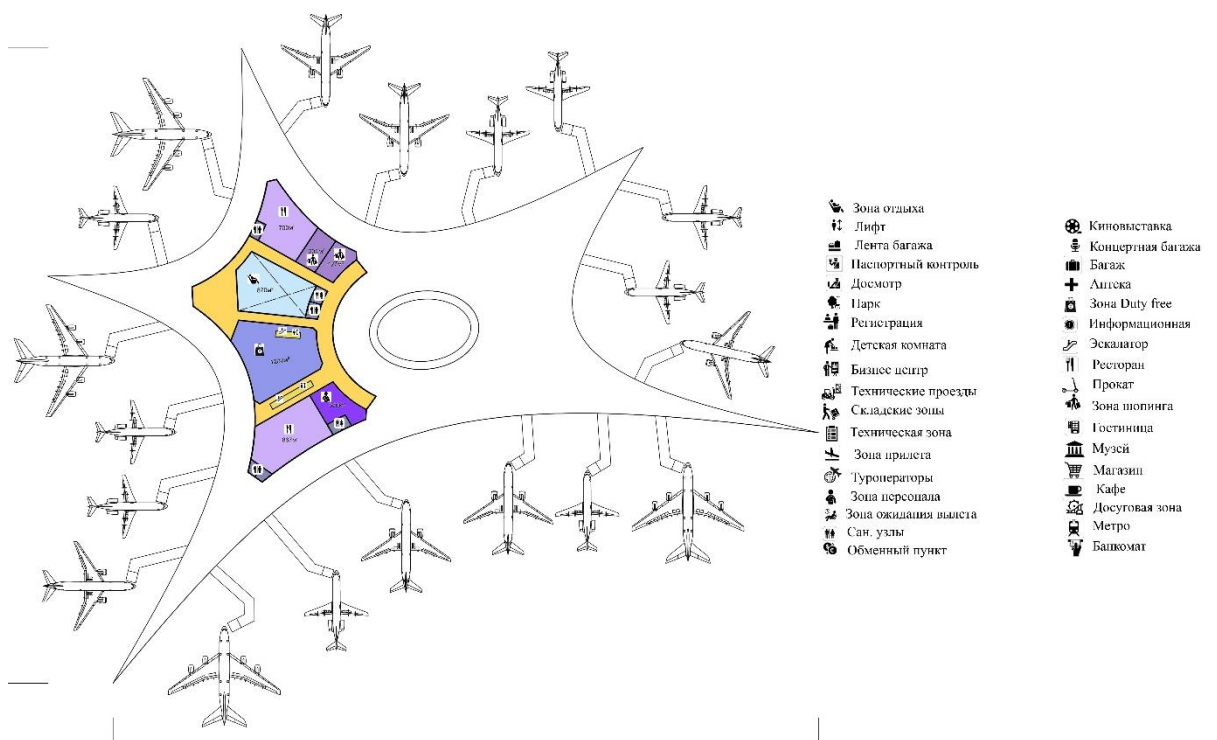 Зона отдыха
Лифт
Лента багажа
Паспортный контроль
Досмотр
Парк
Регистрация
Детская комната
Бизнес центр
Технические проезды
Складские зоны
Техническая зона
Зона прилета
Туроператоры
Зона персонала
Зона ожидания вылета
Сан. узлы
Обменный пункт
Киновыставка
Концертная багажа
Багаж
Аптека
Зона Duty free
Информационная
Эскалатор
Ресторан
Прокат
Зона шопинга
Гостиница
Музей
Магазин
Кафе
Досуговая зона
Метро
Банкомат